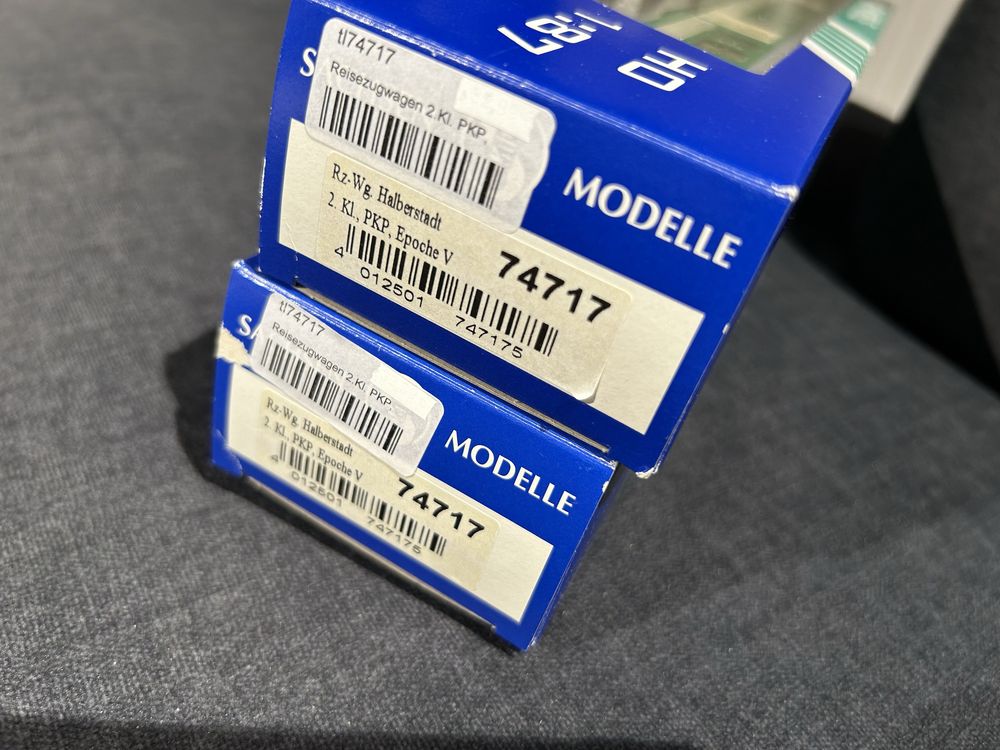 1:87
HO
S
tl74717
Reisezugwagen 2.Kl. PKP,
MODELLE
Rz-Wg. Halberstadt
2. Kl., PKP, Epoche V
74717
4 012501 747175
SA
tl74717
Reisezugwagen 2.Kl. PKP,
MODELLE
Rz-Wg. Halberstadt
2. Kl., PKP, Epoche V
74717
4 012501 747175